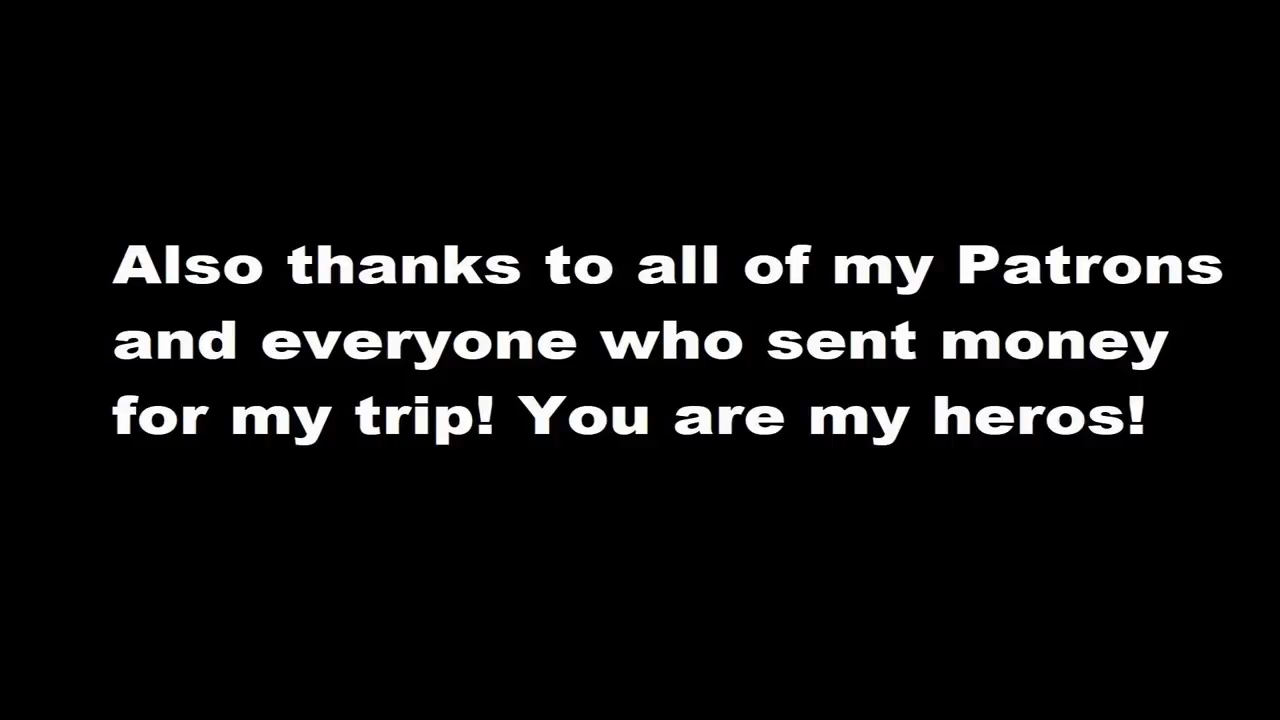 Also thanks to all of my Patrons
and everyone who sent money
for my trip! You are my heros!